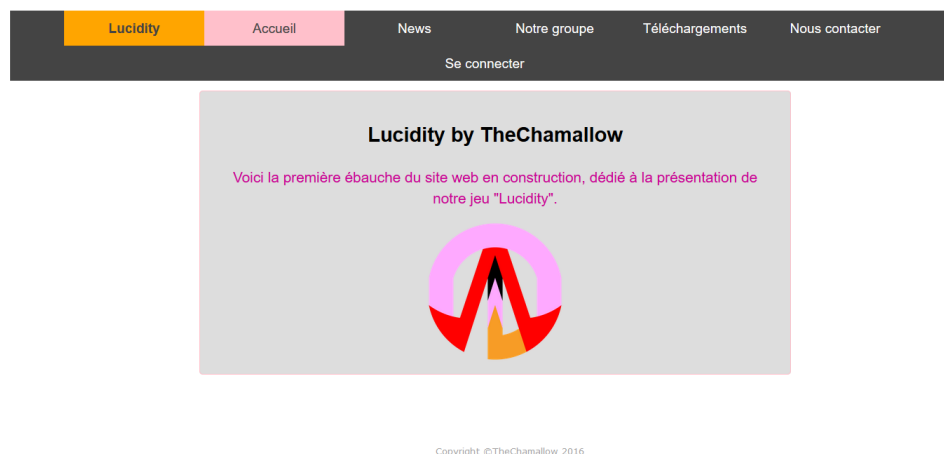 Lucidity Accueil News Notre groupe Téléchargements Nous contacter
Se connecter
Lucidity by TheChamallow
Voici la première ébauche du site web en construction, dédié à la présentation de
notre jeu "Lucidity".
Copyright ©TheChamallow 2016